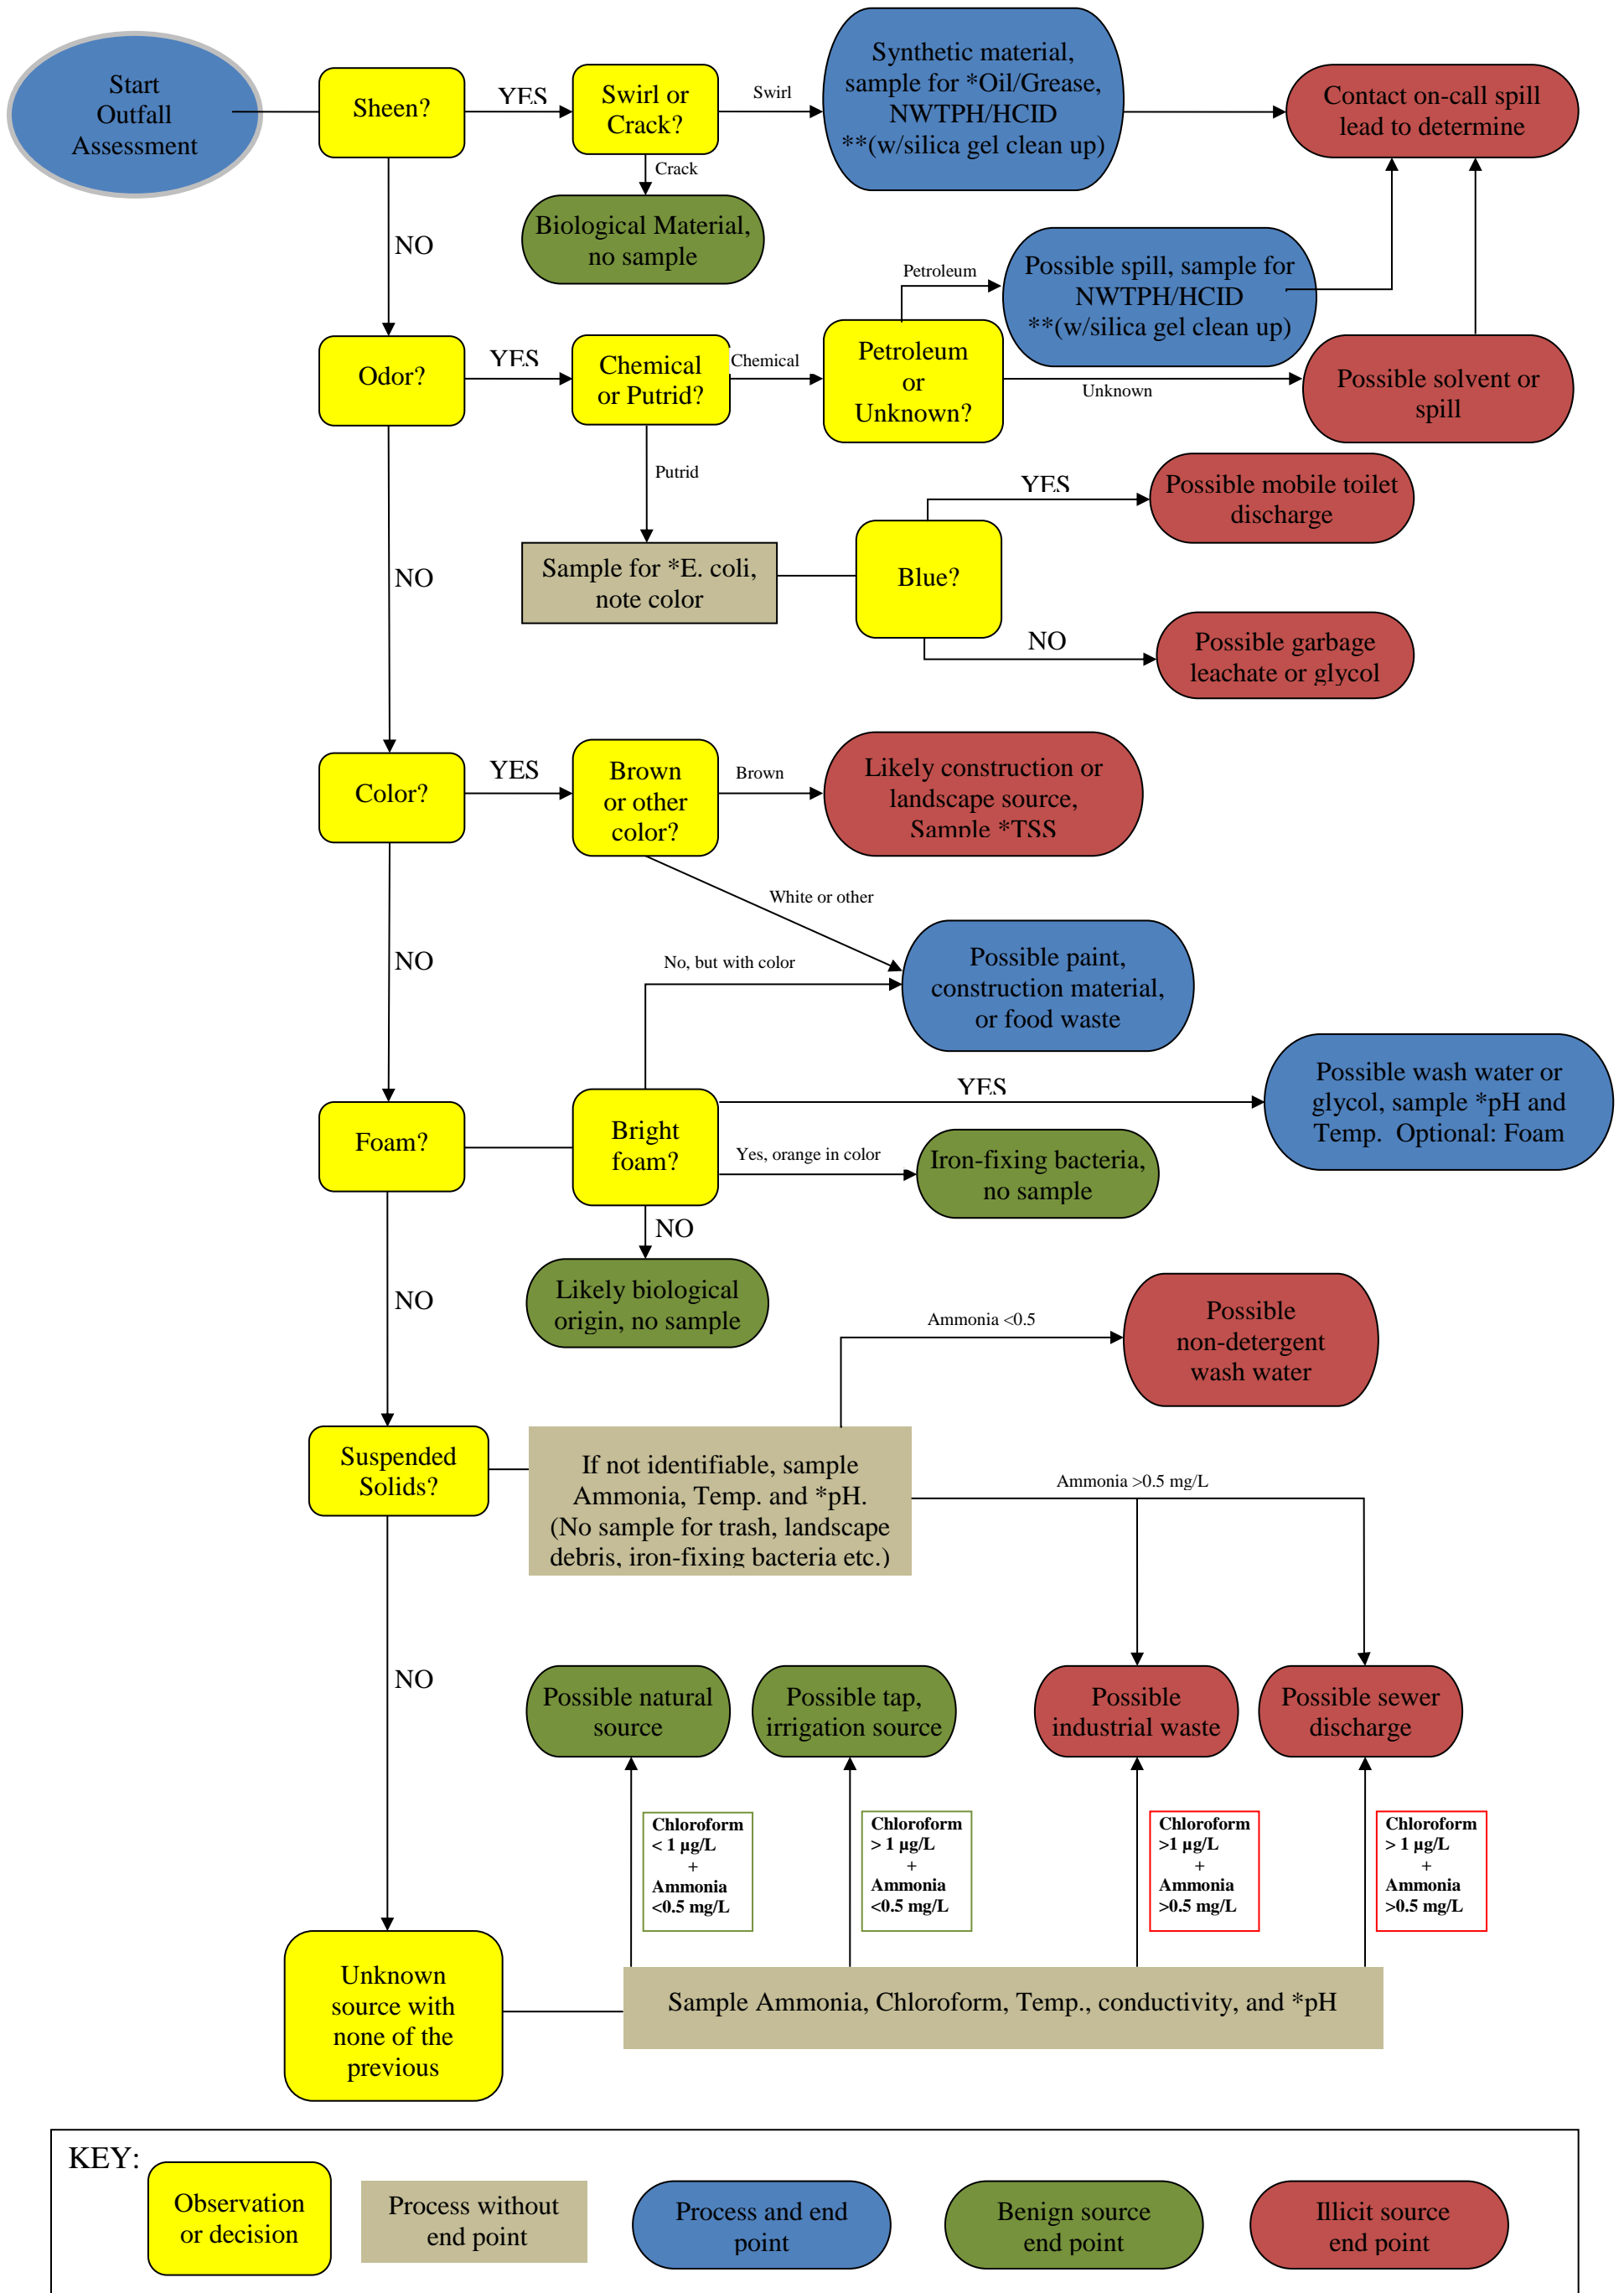 Start
Outfall
Assessment
Sheen?
YES
Swirl or
Crack?
Swirl
Synthetic material,
sample for *Oil/Grease,
NWTPH/HCID
**(w/silica gel clean up)
Contact on-call spill
lead to determine
Crack
Biological Material,
no sample
NO
Odor?
YES
Chemical
or Putrid?
Chemical
Petroleum
or
Unknown?
Petroleum
Possible spill, sample for
NWTPH/HCID
**(w/silica gel clean up)
Unknown
Possible solvent or
spill
Putrid
Sample for *E. coli,
note color
Blue?
YES
Possible mobile toilet
discharge
NO
Possible garbage
leachate or glycol
NO
Color?
YES
Brown
or other
color?
Brown
Likely construction or
landscape source,
Sample *TSS
White or other
Possible paint,
construction material,
or food waste
NO
No, but with color
Foam?
Bright
foam?
YES
Possible wash water or
glycol, sample *pH and
Temp. Optional: Foam
Yes, orange in color
Iron-fixing bacteria,
no sample
NO
Likely biological
origin, no sample
NO
Suspended
Solids?
If not identifiable, sample
Ammonia, Temp. and *pH.
(No sample for trash, landscape
debris, iron-fixing bacteria etc.)
Ammonia <0.5
Possible
non-detergent
wash water
Ammonia >0.5 mg/L
NO
Possible natural
source
Possible tap,
irrigation source
Possible
industrial waste
Possible sewer
discharge
Chloroform
< 1 µg/L
+
Ammonia
<0.5 mg/L
Chloroform
> 1 µg/L
+
Ammonia
<0.5 mg/L
Chloroform
>1 µg/L
+
Ammonia
>0.5 mg/L
Chloroform
> 1 µg/L
+
Ammonia
>0.5 mg/L
Unknown
source with
none of the
previous
Sample Ammonia, Chloroform, Temp., conductivity, and *pH
KEY:
Observation
or decision
Process without
end point
Process and end
point
Benign source
end point
Illicit source
end point